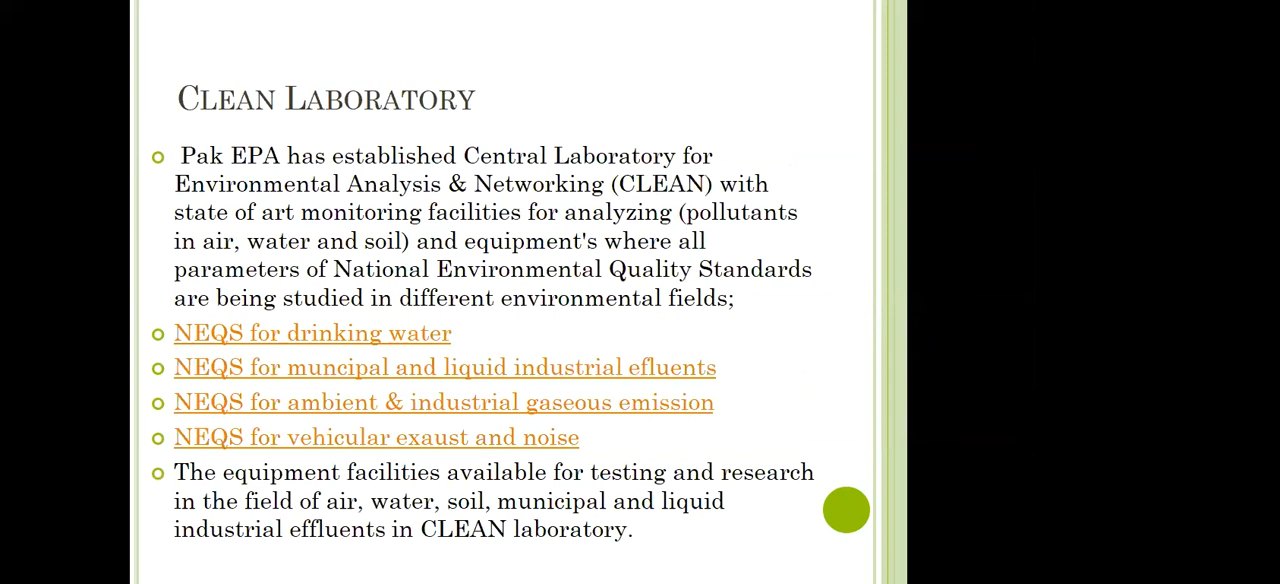 CLEAN LABORATORY
Pak EPA has established Central Laboratory for
Environmental Analysis & Networking (CLEAN) with
state of art monitoring facilities for analyzing (pollutants
in air, water and soil) and equipment's where all
parameters of National Environmental Quality Standards
are being studied in different environmental fields;
NEQS for drinking water
NEQS for muncipal and liquid industrial efluents
NEQS for ambient & industrial gaseous emission
NEQS for vehicular exaust and noise
The equipment facilities available for testing and research
in the field of air, water, soil, municipal and liquid
industrial effluents in CLEAN laboratory.